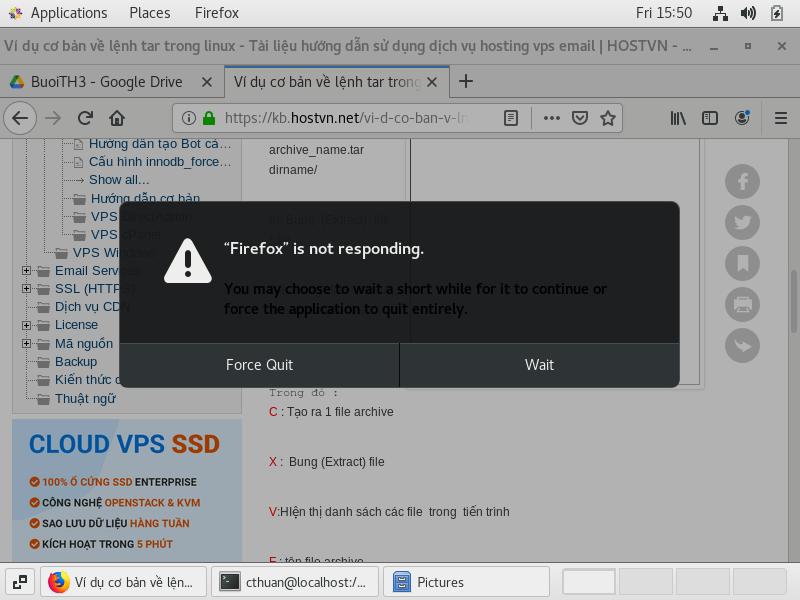 Applications Places Firefox Fri 15:50
Ví dụ cơ bản về lệnh tar trong linux - Tài liệu hướng dẫn sử dụng dịch vụ hosting vps email | HOSTVN - ...
BuoiTH3 - Google Drive Ví dụ cơ bản về lệnh tar trong
https://kb.hostvn.net/vi-d-co-ban-v-ln
Hướng dẫn tạo Bot cả...
Cấu hình innodb_force...
Show all...
Hướng dẫn cơ bản
VPS
VPS
VPS Windows
Email Servi
SSL (HTTP
Dịch vụ CDN
License
Mã nguồn
Backup
Kiến thức c
Thuật ngữ
archive_name.tar
dirname/
“Firefox” is not responding.
You may choose to wait a short while for it to continue or
force the application to quit entirely.
Force Quit Wait
Trong đó :
C : Tạo ra 1 file archive
X : Bung (Extract) file
V:HIện thị danh sách các file trong tiến trình
F : tên file archive
CLOUD VPS SSD
100% Ổ CỨNG SSD ENTERPRISE
CÔNG NGHỆ OPENSTACK & KVM
SAO LƯU DỮ LIỆU HÀNG TUẦN
KÍCH HOẠT TRONG 5 PHÚT
Ví dụ cơ bản về lện... cthuan@localhost:/... Pictures